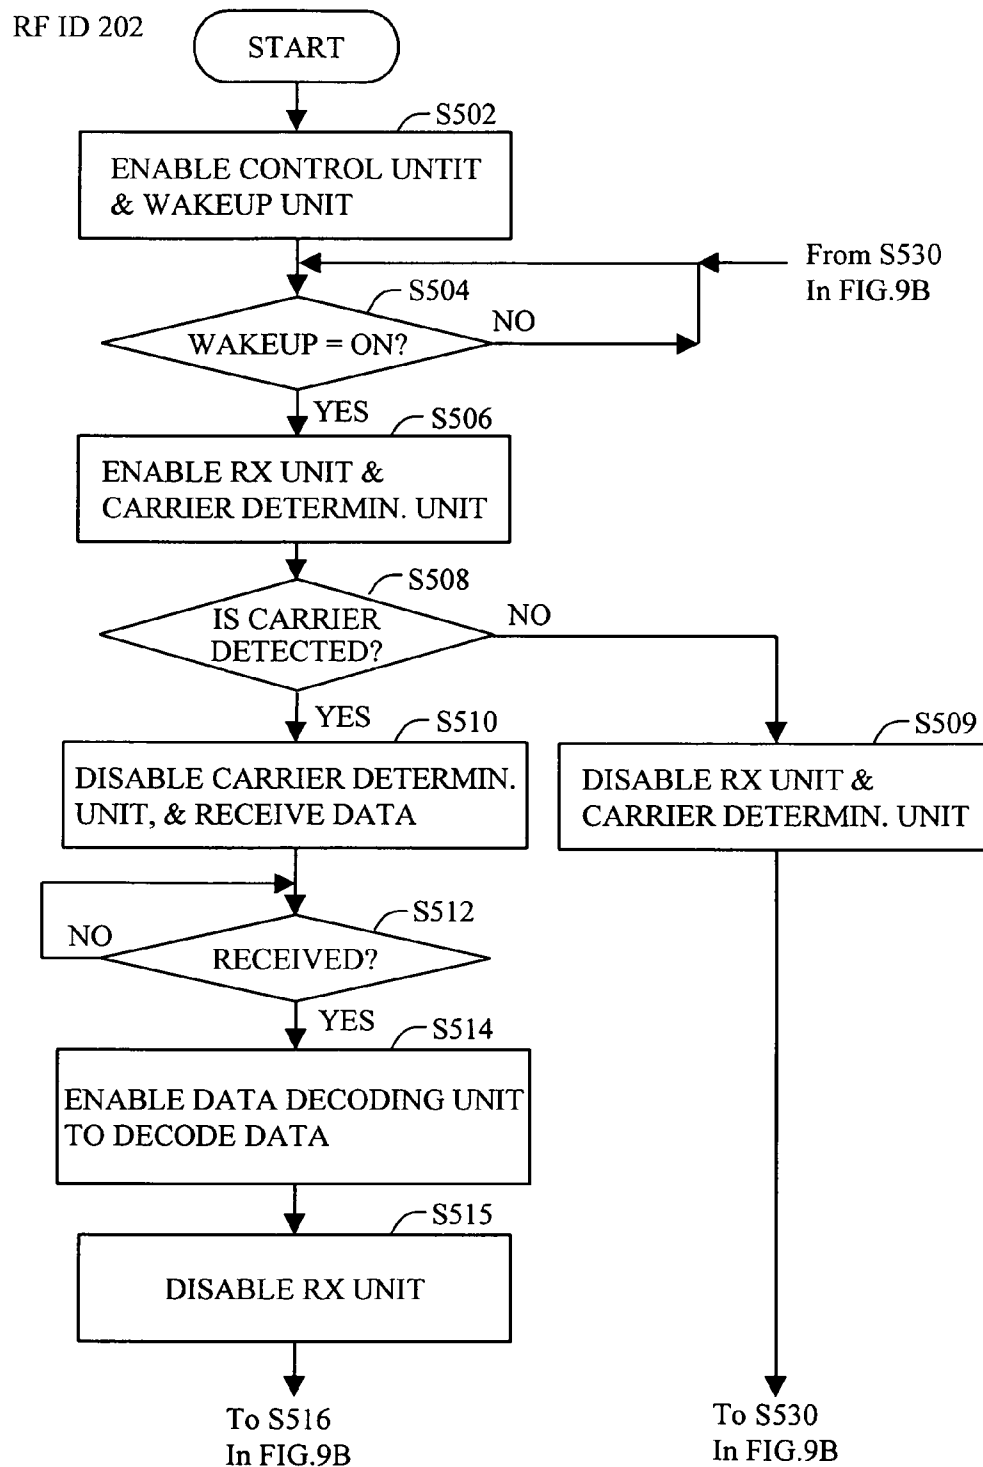 RF ID 202
START
S502
ENABLE CONTROL UNTIT
& WAKEUP UNIT
From S530
In FIG.9B
S504
WAKEUP = ON?
NO
YES
S506
ENABLE RX UNIT &
CARRIER DETERMIN. UNIT
S508
IS CARRIER
DETECTED?
NO
YES
S510
DISABLE CARRIER DETERMIN.
UNIT, & RECEIVE DATA
S509
DISABLE RX UNIT &
CARRIER DETERMIN. UNIT
S512
NO
RECEIVED?
YES
S514
ENABLE DATA DECODING UNIT
TO DECODE DATA
S515
DISABLE RX UNIT
To S516
In FIG.9B
To S530
In FIG.9B